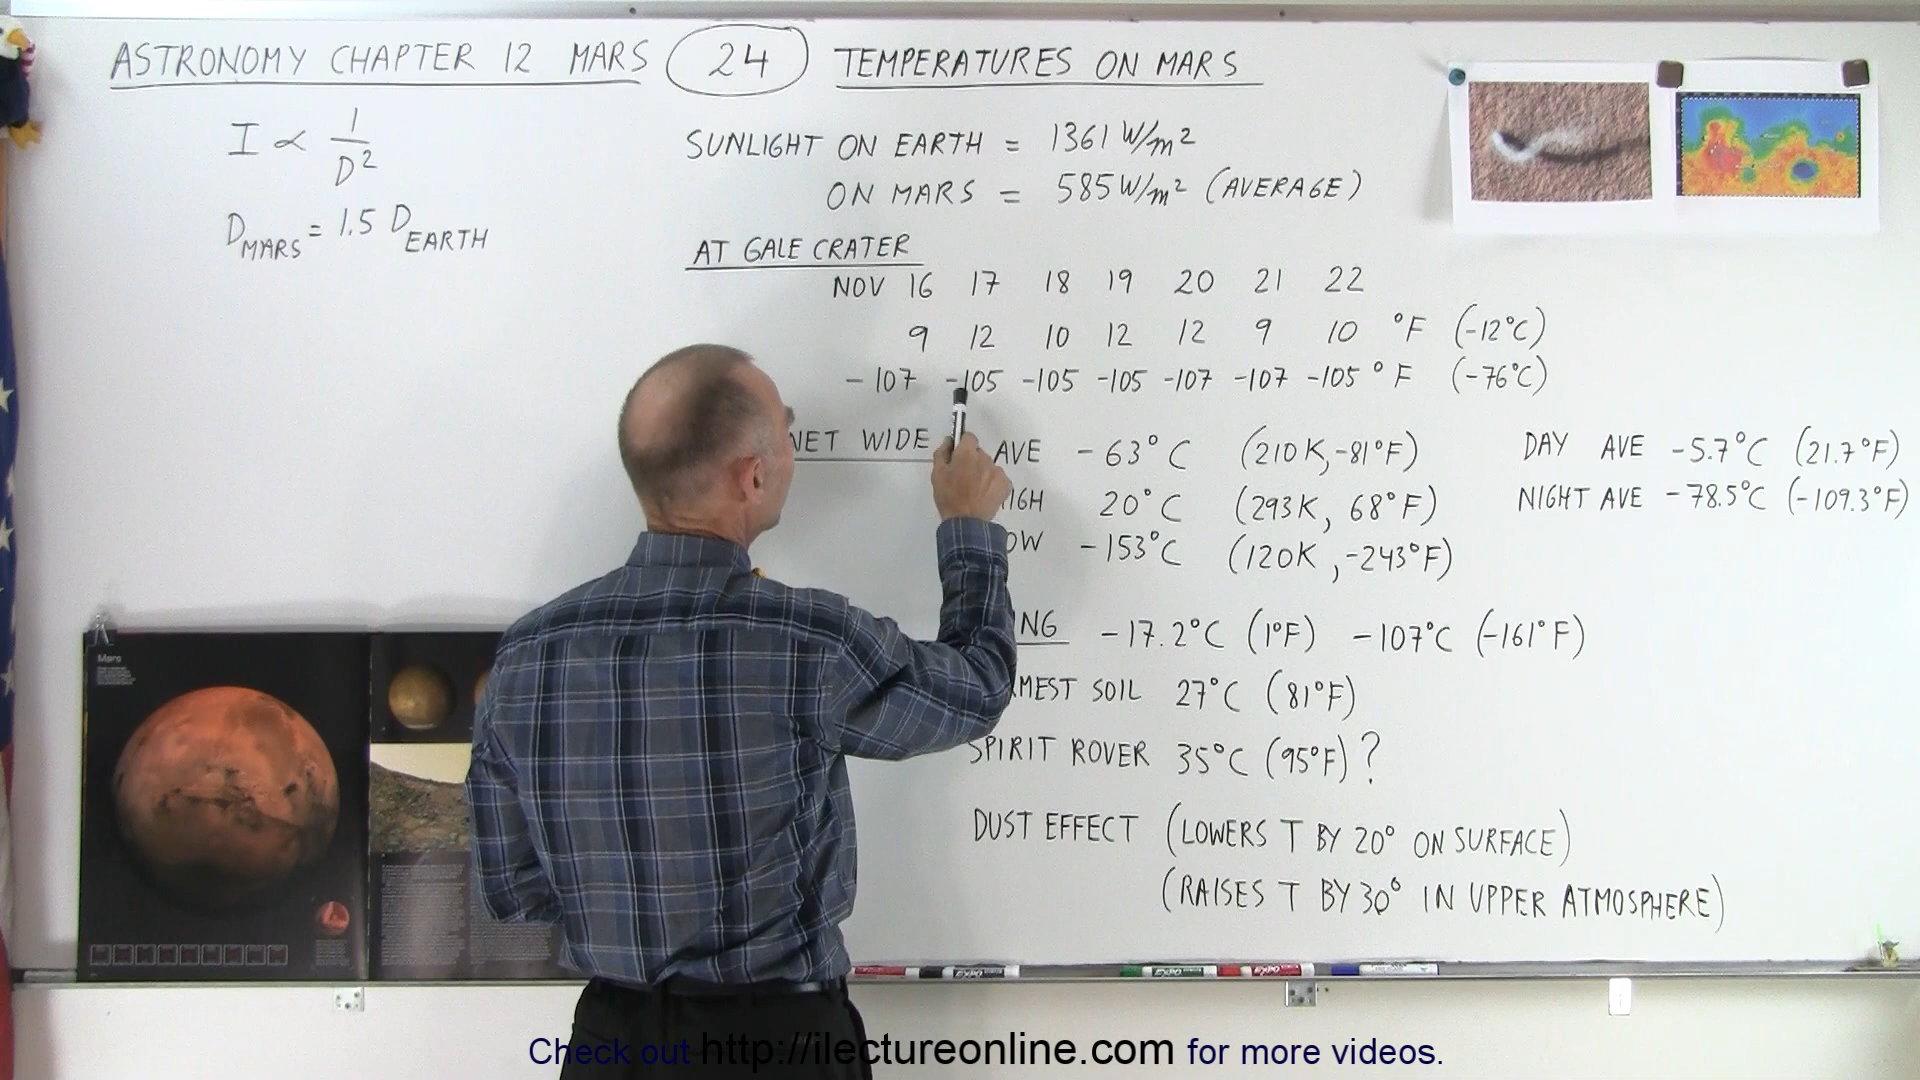 ASTRONOMY CHAPTER 12 MARS 24 TEMPERATURES ON MARS
I ∝ 1/D²
D MARS = 1.5 D EARTH
SUNLIGHT ON EARTH = 1361 W/m²
ON MARS = 585 W/m² (AVERAGE)
AT GALE CRATER
NOV 16 17 18 19 20 21 22
9 12 10 12 12 9 10 °F (-12°C)
-107 -105 -105 -105 -107 -107 -105 °F (-76°C)
NET WIDE AVE -63°C (210K, -81°F) DAY AVE -5.7°C (21.7°F)
IGH 20°C (293K, 68°F) NIGHT AVE -78.5°C (-109.3°F)
OW -153°C (120K, -243°F)
ING -17.2°C (1°F) -107°C (-161°F)
RMEST SOIL 27°C (81°F)
SPIRIT ROVER 35°C (95°F)?
DUST EFFECT (LOWERS T BY 20° ON SURFACE)
(RAISES T BY 30° IN UPPER ATMOSPHERE)
Mars
Check out http://ilectureonline.com for more videos.